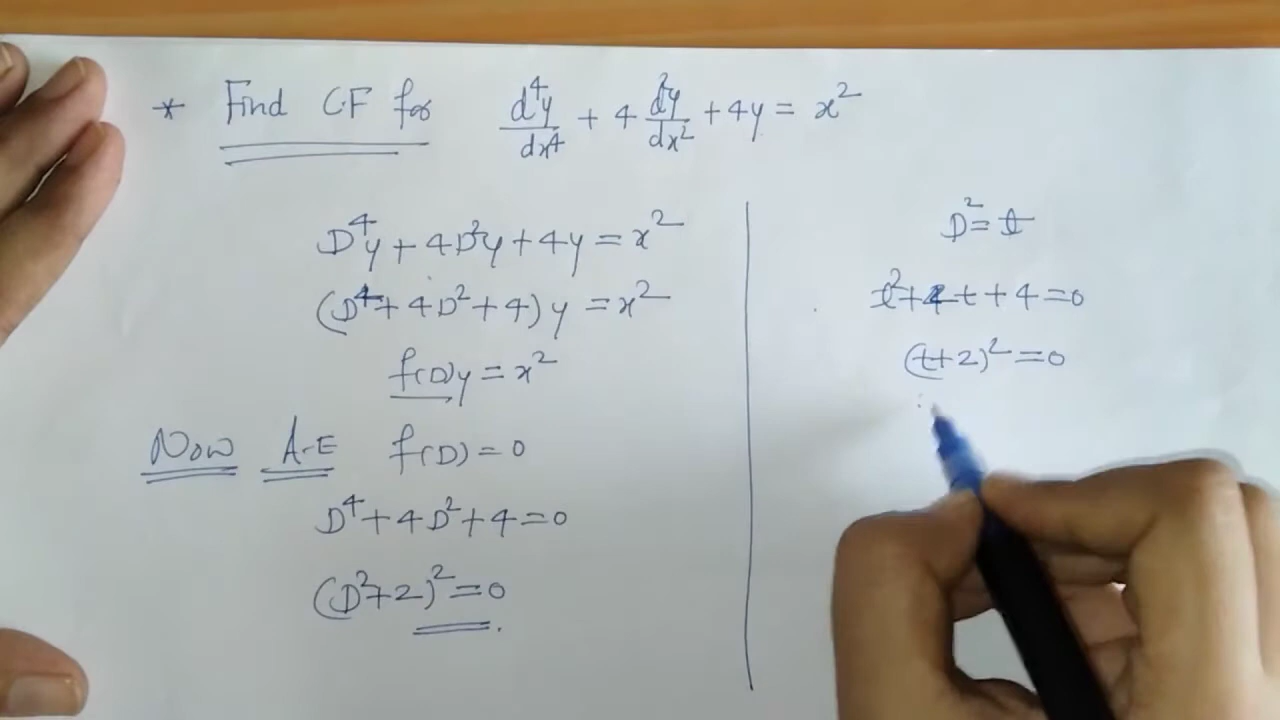 * Find CF for d⁴y/dx⁴ + 4 d²y/dx² + 4y = x²
D⁴y + 4D²y + 4y = x²
(D⁴ + 4D² + 4) y = x²
f(D)y = x²
Now A.E f(D) = 0
D⁴ + 4D² + 4 = 0
(D² + 2)² = 0
D² = t
t² + 4t + 4 = 0
(t + 2)² = 0